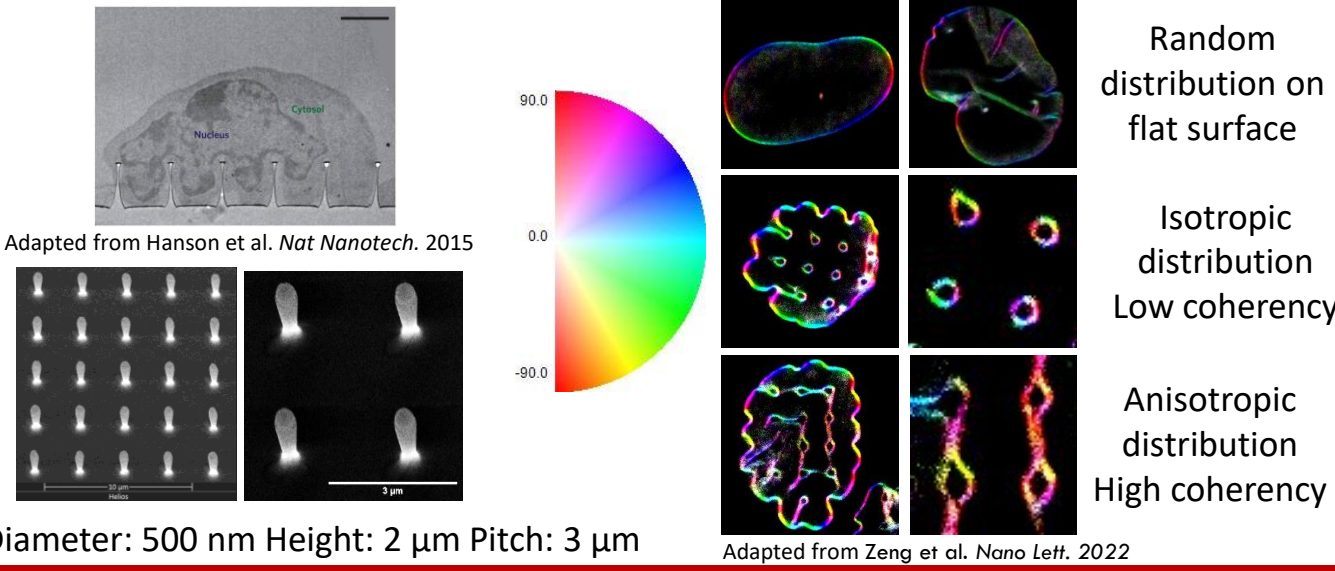 Cytosol
Nucleus
Adapted from Hanson et al. Nat Nanotech. 2015
10 µm
Helios
3 µm
Diameter: 500 nm Height: 2 µm Pitch: 3 µm
90.0
0.0
-90.0
Random
distribution on
flat surface
Isotropic
distribution
Low coherency
Anisotropic
distribution
High coherency
Adapted from Zeng et al. Nano Lett. 2022